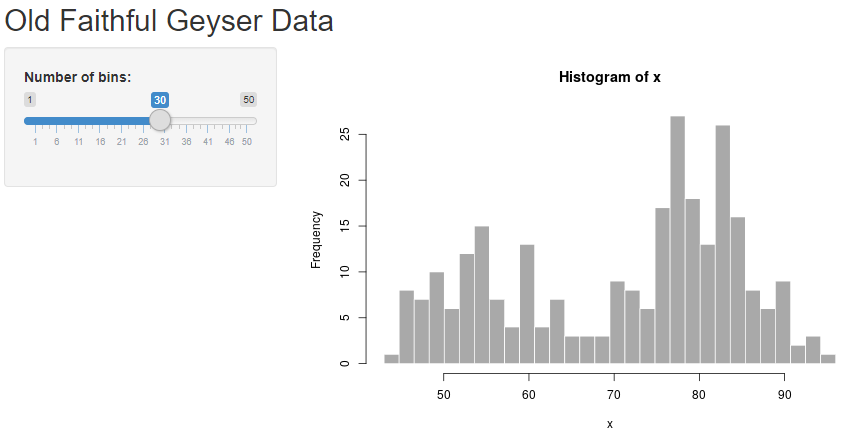 Old Faithful Geyser Data
Number of bins:
1 30 50
1 6 11 16 21 26 31 36 41 46 50
Histogram of x
Frequency
25
20
15
10
5
0
50 60 70 80 90
x